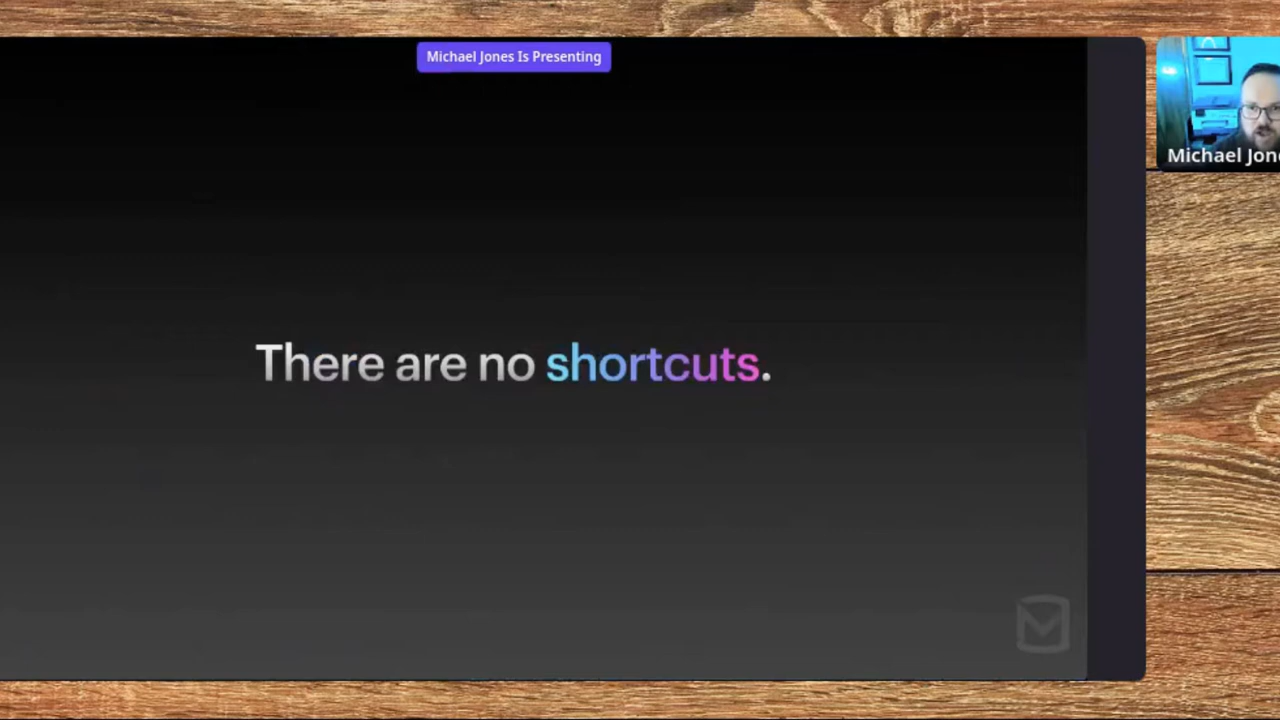 Michael Jones Is Presenting
There are no shortcuts.
Michael Jon